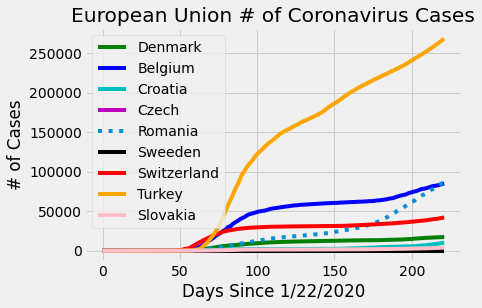 European Union # of Coronavirus Cases
# of Cases
250000
200000
150000
100000
50000
0
Denmark
Belgium
Croatia
Czech
Romania
Sweeden
Switzerland
Turkey
Slovakia
0 50 100 150 200
Days Since 1/22/2020